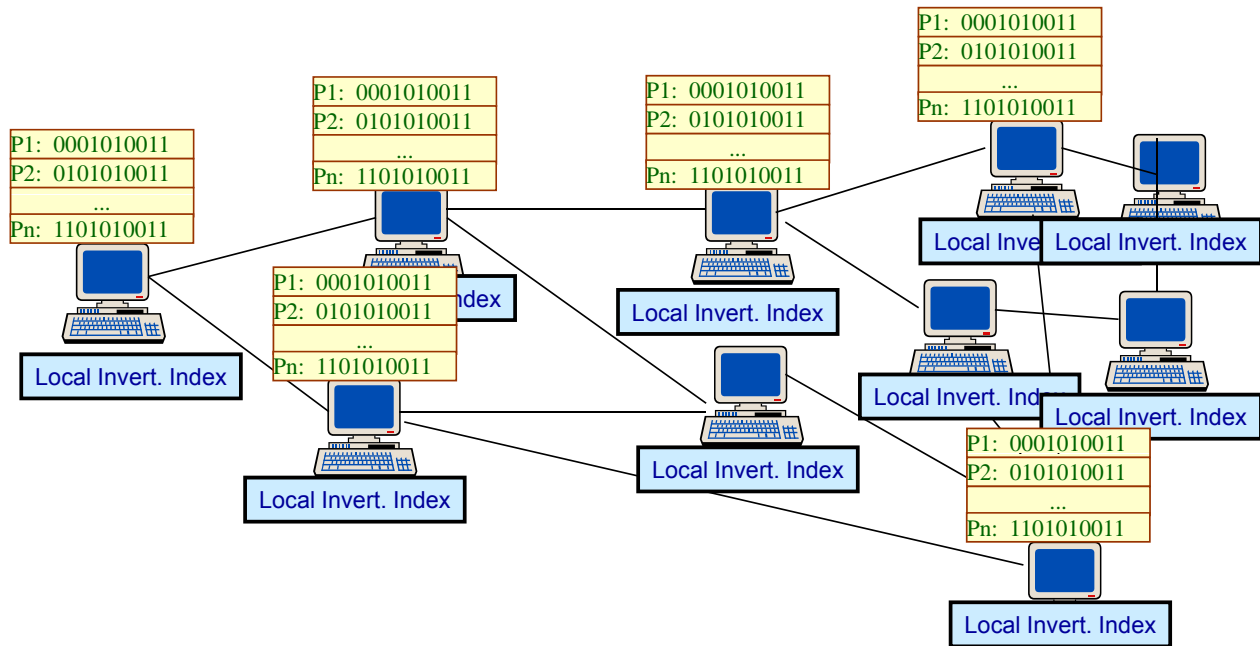 P1: 0001010011
P2: 0101010011
...
Pn: 1101010011
Local Invert. Index
P1: 0001010011
P2: 0101010011
...
Pn: 1101010011
ndex
P1: 0001010011
P2: 0101010011
...
Pn: 1101010011
Local Invert. Index
P1: 0001010011
P2: 0101010011
...
Pn: 1101010011
Local Invert. Index
P1: 0001010011
P2: 0101010011
...
Pn: 1101010011
Local Inve
Local Invert. Index
Local Invert. Ind
Local Invert. Index
Local Invert. Index
P1: 0001010011
P2: 0101010011
...
Pn: 1101010011
Local Invert. Index